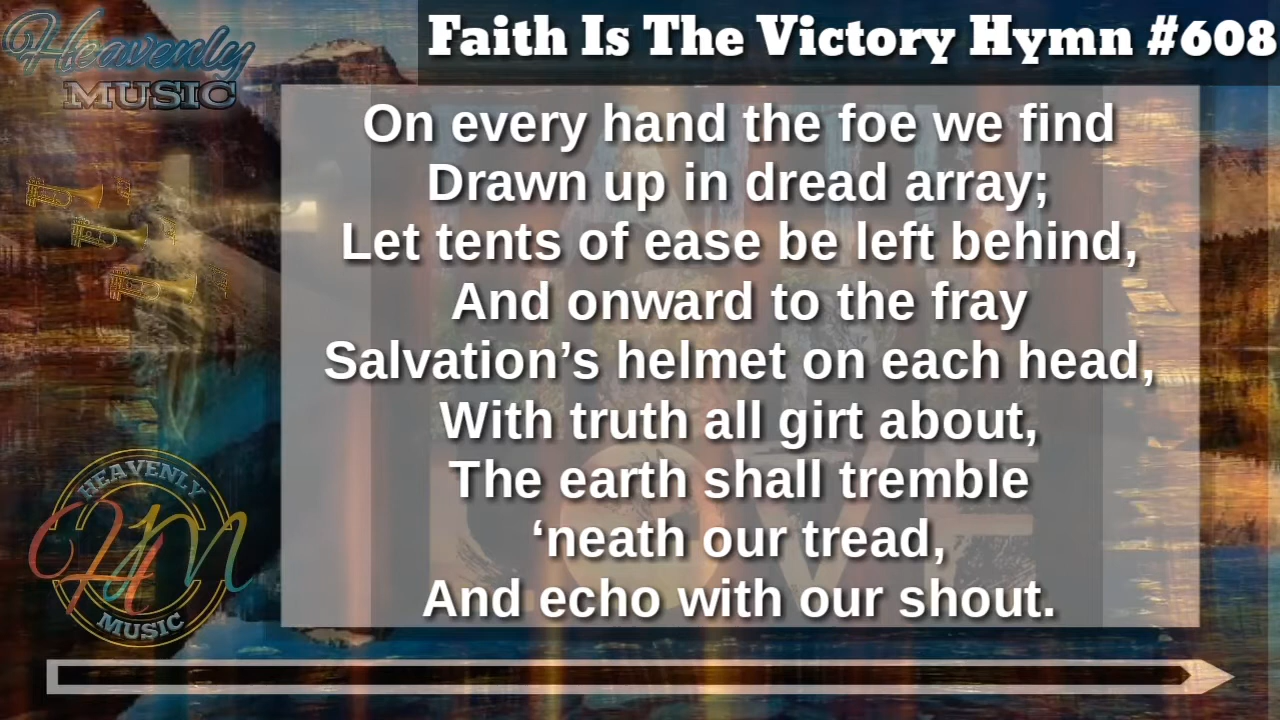 Heavenly
MUSIC
Faith Is The Victory Hymn #608
On every hand the foe we find
Drawn up in dread array;
Let tents of ease be left behind,
And onward to the fray
Salvation’s helmet on each head,
With truth all girt about,
The earth shall tremble
‘neath our tread,
And echo with our shout.
HEAVENLY
HM
MUSIC